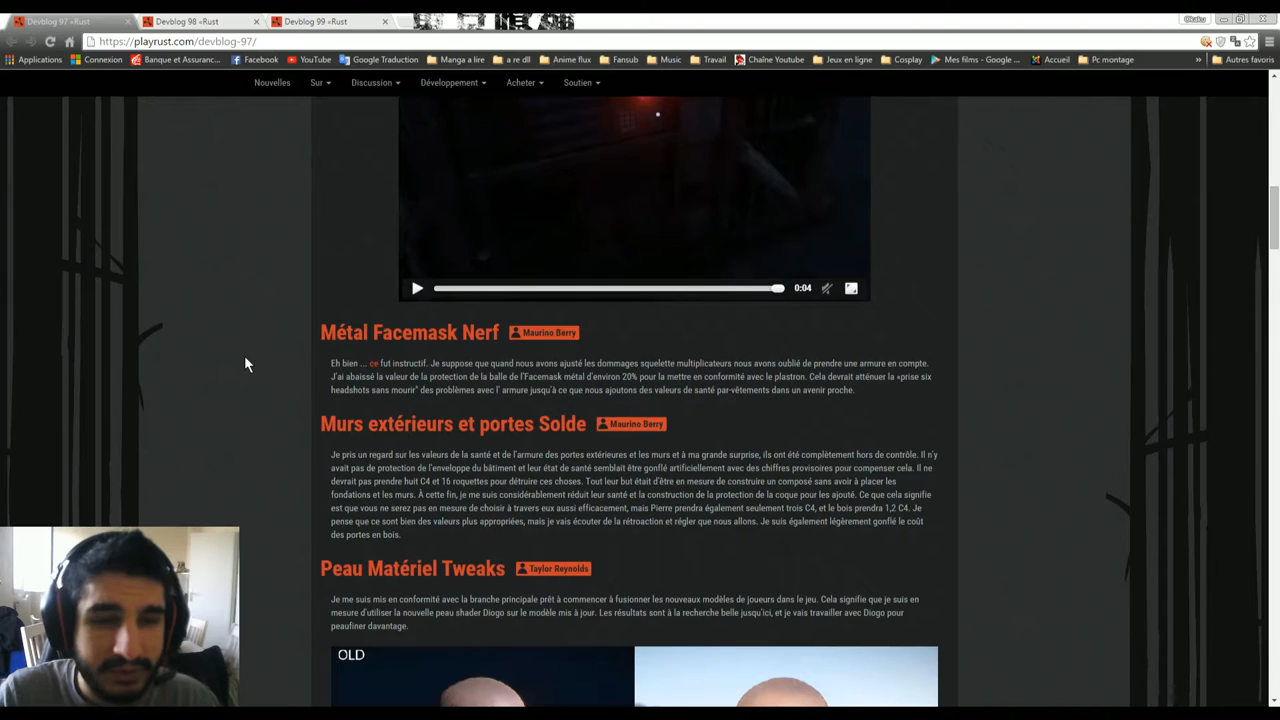 Devblog 97 «Rust
Devblog 98 «Rust
Devblog 99 «Rust
Otaku
https://playrust.com/devblog-97/
Applications Connexion Banque et Assuranc... Facebook YouTube Google Traduction Manga a lire a re dl Anime flux Fansub Music Travail Chaîne Youtube Jeux en ligne Cosplay Mes films - Google ... Accueil Pc montage » Autres favoris
Nouvelles Sur Discussion Développement Acheter Soutien
0:04
Métal Facemask Nerf Maurino Berry
Eh bien ... ce fut instructif. Je suppose que quand nous avons ajusté les dommages squelette multiplicateurs nous avons oublié de prendre une armure en compte.
J'ai abaissé la valeur de la protection de la balle de l'Facemask métal d'environ 20% pour la mettre en conformité avec le plastron. Cela devrait atténuer la «prise six
headshots sans mourir" des problèmes avec l' armure jusqu'à ce que nous ajoutons des valeurs de santé par-vêtements dans un avenir proche.
Murs extérieurs et portes Solde Maurino Berry
Je pris un regard sur les valeurs de la santé et de l'armure des portes extérieures et les murs et à ma grande surprise, ils ont été complètement hors de contrôle. Il n'y
avait pas de protection de l'enveloppe du bâtiment et leur état de santé semblait être gonflé artificiellement avec des chiffres provisoires pour compenser cela. Il ne
devrait pas prendre huit C4 et 16 roquettes pour détruire ces choses. Tout leur but était d'être en mesure de construire un composé sans avoir à placer les
fondations et les murs. À cette fin, je me suis considérablement réduit leur santé et la construction de la protection de la coque pour les ajouté. Ce que cela signifie
est que vous ne serez pas en mesure de choisir à travers eux aussi efficacement, mais Pierre prendra également seulement trois C4, et le bois prendra 1,2 C4. Je
pense que ce sont bien des valeurs plus appropriées, mais je vais écouter de la rétroaction et régler que nous allons. Je suis également légèrement gonflé le coût
des portes en bois.
Peau Matériel Tweaks Taylor Reynolds
Je me suis mis en conformité avec la branche principale prêt à commencer à fusionner les nouveaux modèles de joueurs dans le jeu. Cela signifie que je suis en
mesure d'utiliser la nouvelle peau shader Diogo sur le modèle mis à jour. Les résultats sont à la recherche belle jusqu'ici, et je vais travailler avec Diogo pour
peaufiner davantage.
OLD